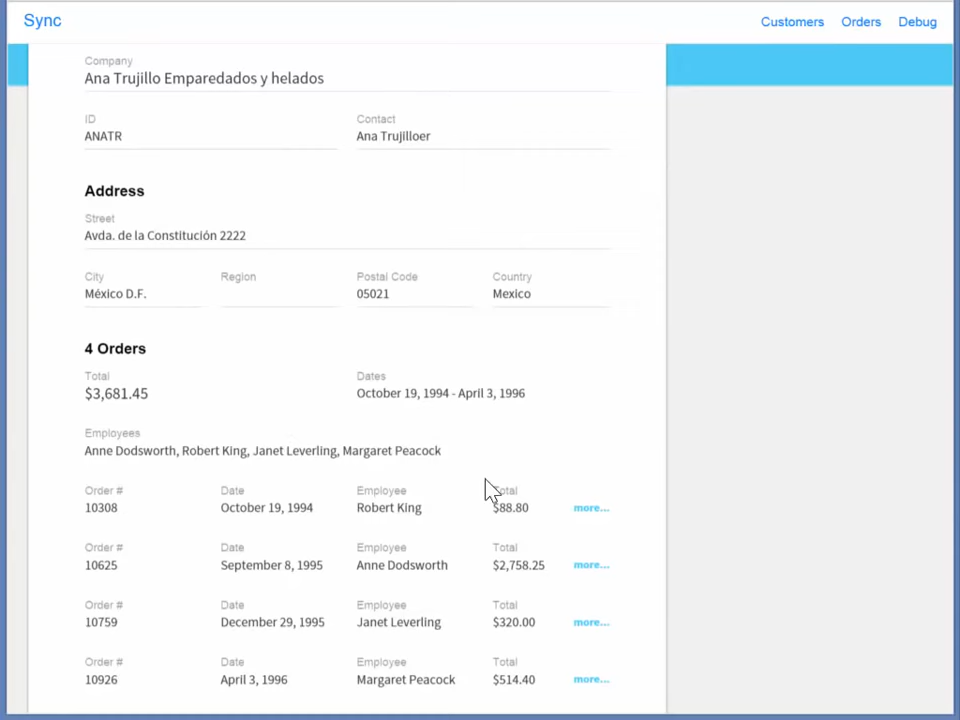 Sync Customers Orders Debug
Company
Ana Trujillo Emparedados y helados
ID Contact
ANATR Ana Trujilloer
Address
Street
Avda. de la Constitución 2222
City Region Postal Code Country
México D.F. 05021 Mexico
4 Orders
Total Dates
$3,681.45 October 19, 1994 - April 3, 1996
Employees
Anne Dodsworth, Robert King, Janet Leverling, Margaret Peacock
Order # Date Employee Total
10308 October 19, 1994 Robert King $88.80 more...
Order # Date Employee Total
10625 September 8, 1995 Anne Dodsworth $2,758.25 more...
Order # Date Employee Total
10759 December 29, 1995 Janet Leverling $320.00 more...
Order # Date Employee Total
10926 April 3, 1996 Margaret Peacock $514.40 more...